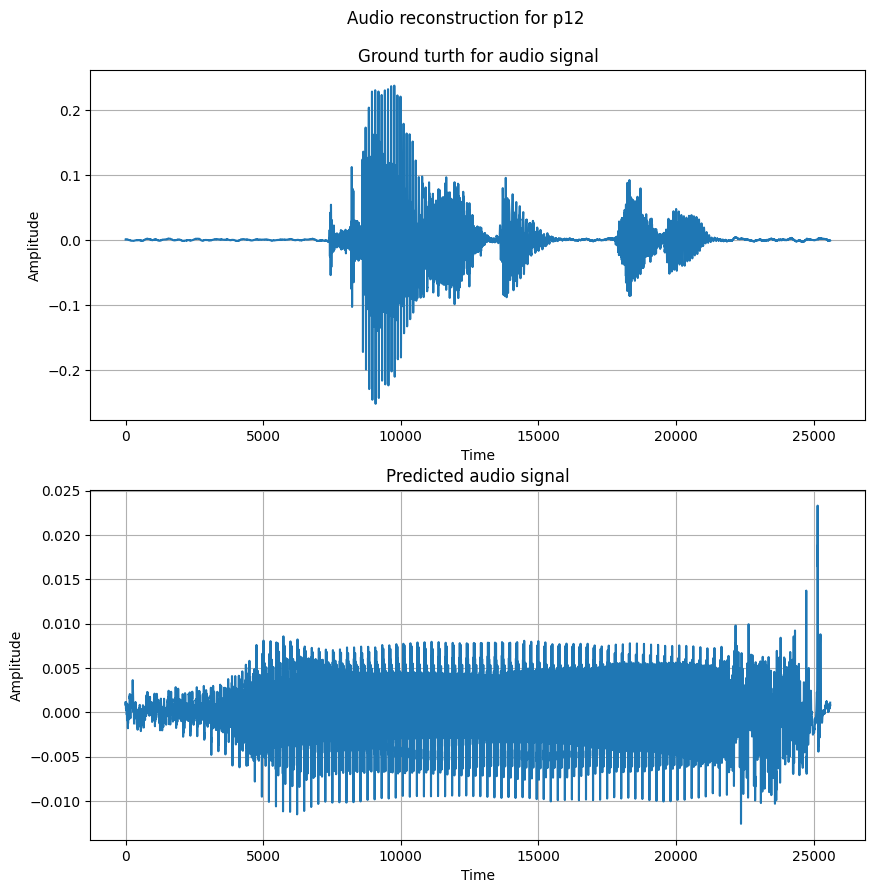 Audio reconstruction for p12
Ground turth for audio signal
0.2
0.1
0.0
−0.1
−0.2
Amplitude
0 5000 10000 15000 20000 25000
Time
Predicted audio signal
0.025
0.020
0.015
0.010
0.005
0.000
−0.005
−0.010
Amplitude
0 5000 10000 15000 20000 25000
Time